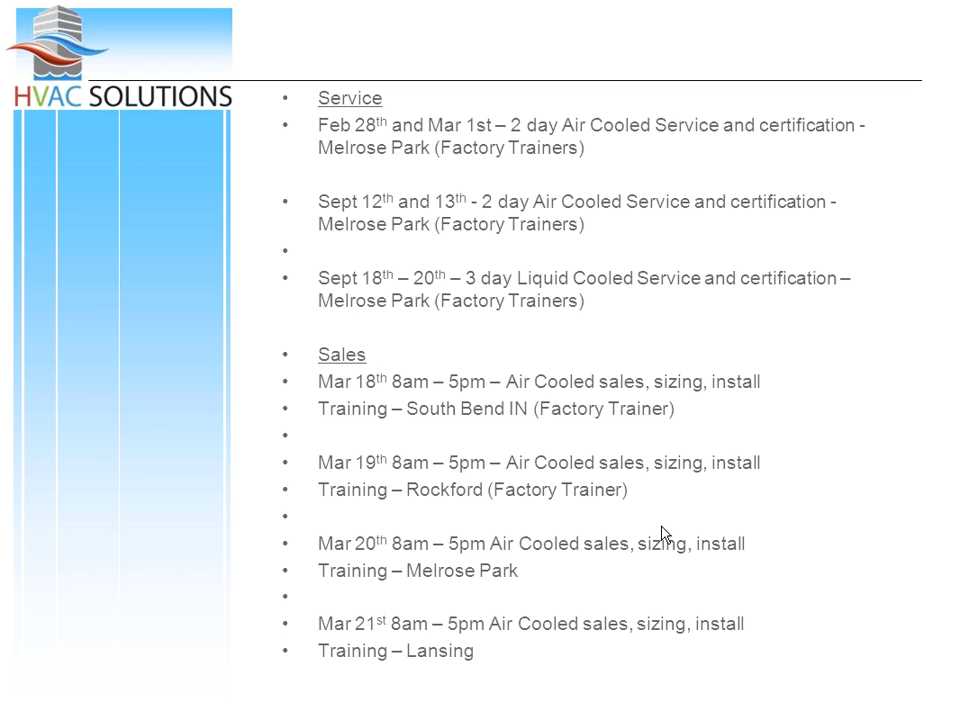 HVAC SOLUTIONS
• Service
• Feb 28th and Mar 1st – 2 day Air Cooled Service and certification -
Melrose Park (Factory Trainers)
• Sept 12th and 13th - 2 day Air Cooled Service and certification -
Melrose Park (Factory Trainers)
•
• Sept 18th – 20th – 3 day Liquid Cooled Service and certification –
Melrose Park (Factory Trainers)
• Sales
• Mar 18th 8am – 5pm – Air Cooled sales, sizing, install
• Training – South Bend IN (Factory Trainer)
•
• Mar 19th 8am – 5pm – Air Cooled sales, sizing, install
• Training – Rockford (Factory Trainer)
•
• Mar 20th 8am – 5pm Air Cooled sales, sizing, install
• Training – Melrose Park
•
• Mar 21st 8am – 5pm Air Cooled sales, sizing, install
• Training – Lansing